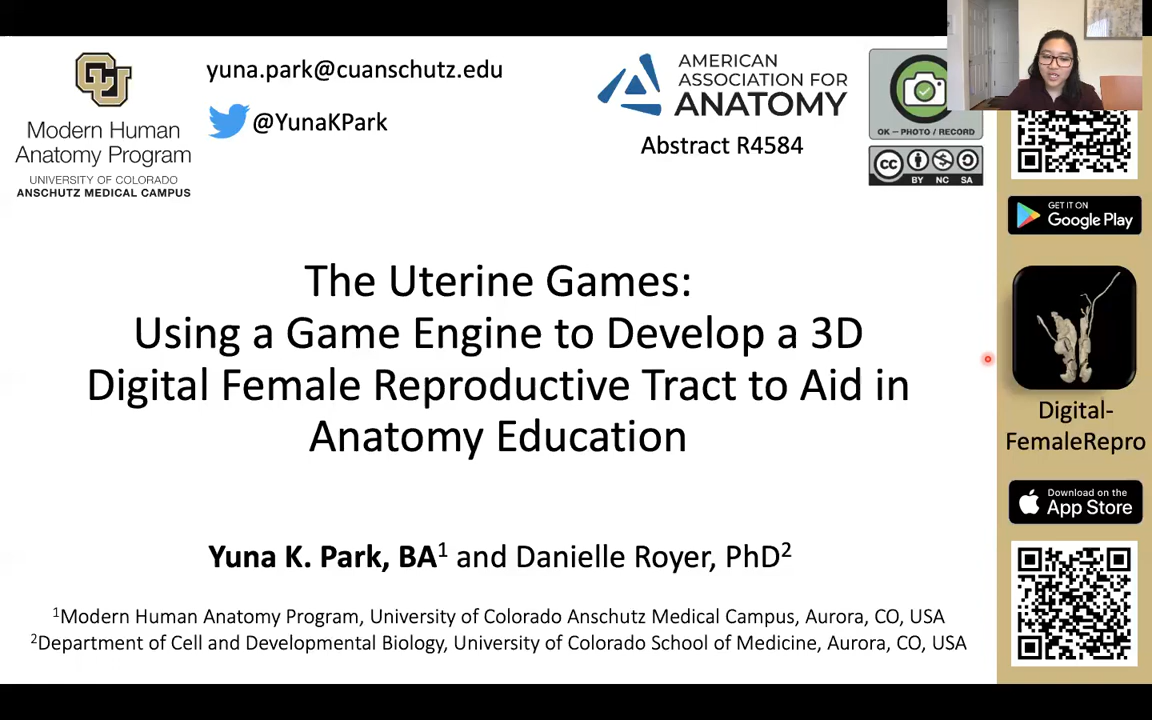 yuna.park@cuanschutz.edu
@YunaKPark
Modern Human
Anatomy Program
UNIVERSITY OF COLORADO
ANSCHUTZ MEDICAL CAMPUS
AMERICAN
ASSOCIATION FOR
ANATOMY
Abstract R4584
OK – PHOTO / RECORD
cc
BY NC SA
The Uterine Games:
Using a Game Engine to Develop a 3D
Digital Female Reproductive Tract to Aid in
Anatomy Education
Yuna K. Park, BA1 and Danielle Royer, PhD2
1Modern Human Anatomy Program, University of Colorado Anschutz Medical Campus, Aurora, CO, USA
2Department of Cell and Developmental Biology, University of Colorado School of Medicine, Aurora, CO, USA
GET IT ON
Google Play
Digital-
FemaleRepro
Download on the
App Store